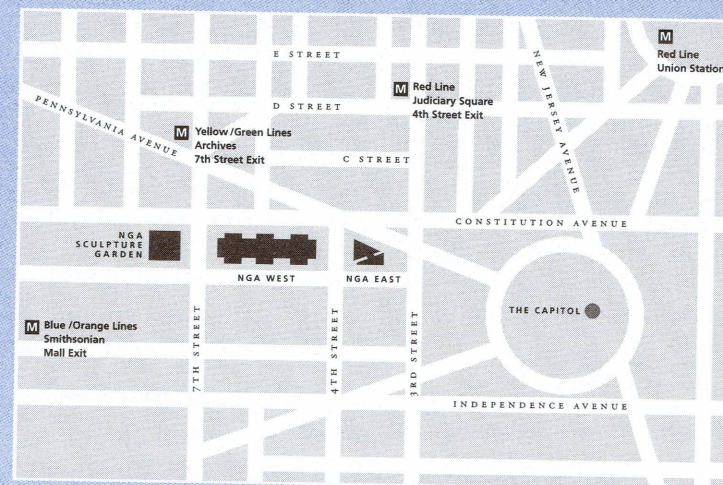 E STREET
M
Red Line
Union Station
M
Red Line
Judiciary Square
4th Street Exit
NEW JERSEY AVENUE
D STREET
PENNSYLVANIA AVENUE
M
Yellow/Green Lines
Archives
7th Street Exit
C STREET
CONSTITUTION AVENUE
NGA
SCULPTURE
GARDEN
NGA WEST
NGA EAST
THE CAPITOL
M
Blue/Orange Lines
Smithsonian
Mall Exit
7TH STREET
4TH STREET
3RD STREET
INDEPENDENCE AVENUE